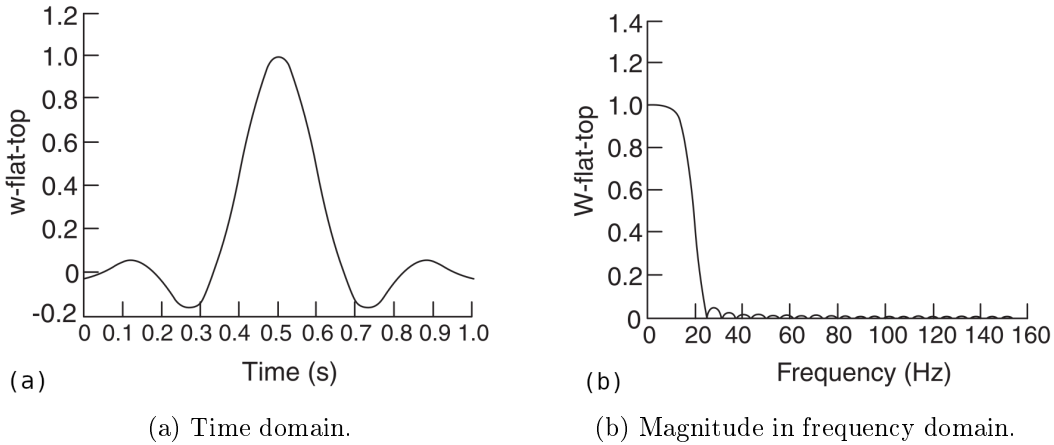 1.2
1.0
0.8
0.6
0.4
0.2
0
-0.2
w-flat-top
0 0.1 0.2 0.3 0.4 0.5 0.6 0.7 0.8 0.9 1.0
Time (s)
(a)
(a) Time domain.
1.4
1.2
1.0
0.8
0.6
0.4
0.2
0
W-flat-top
0 20 40 60 80 100 120 140 160
Frequency (Hz)
(b)
(b) Magnitude in frequency domain.